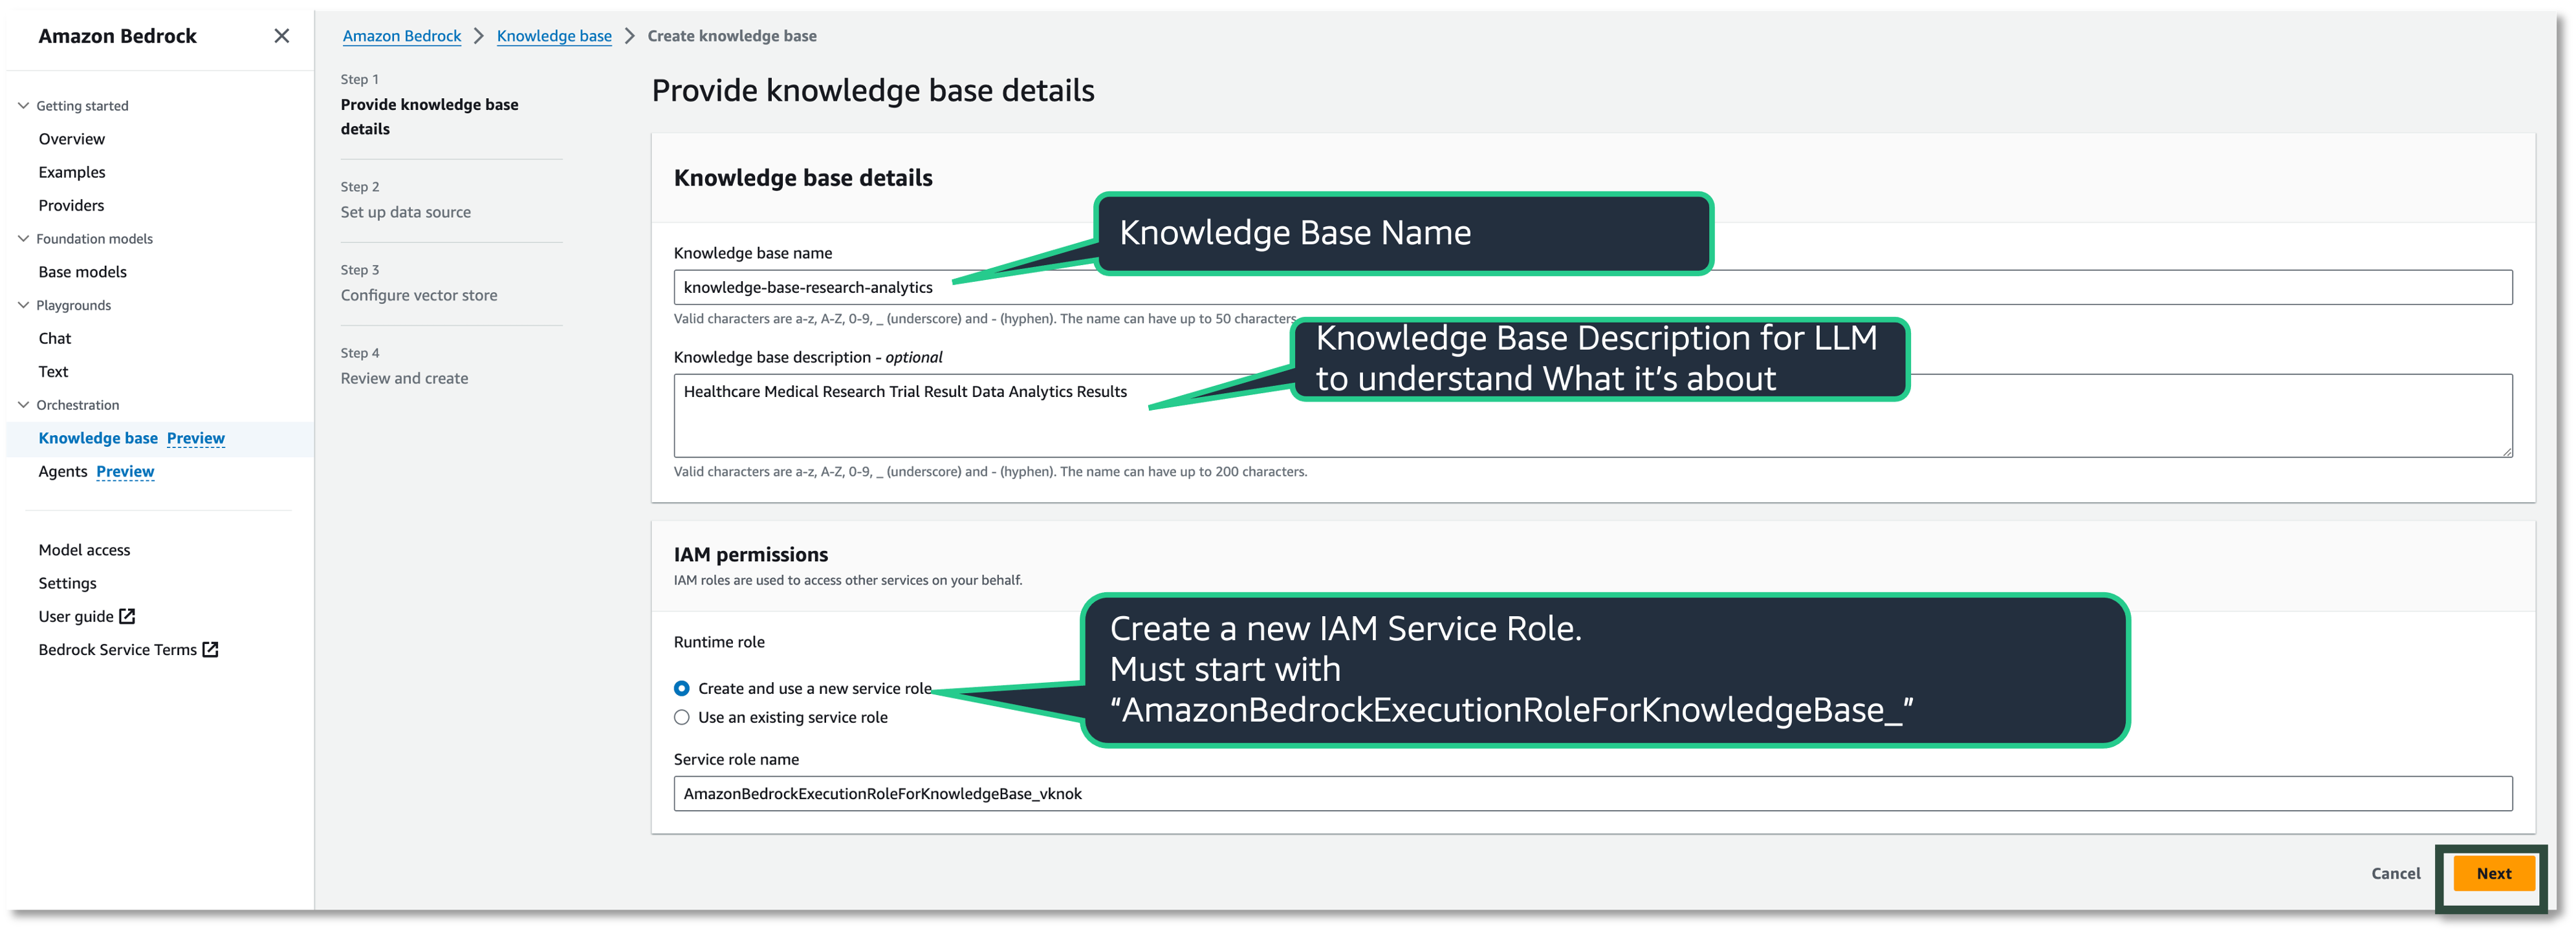 Amazon Bedrock
Getting started
Overview
Examples
Providers
Foundation models
Base models
Playgrounds
Chat
Text
Orchestration
Knowledge base Preview
Agents Preview
Model access
Settings
User guide
Bedrock Service Terms
Amazon Bedrock > Knowledge base > Create knowledge base
Step 1
Provide knowledge base
details
Step 2
Set up data source
Step 3
Configure vector store
Step 4
Review and create
Provide knowledge base details
Knowledge base details
Knowledge Base Name
Knowledge base name
knowledge-base-research-analytics
Valid characters are a-z, A-Z, 0-9, _ (underscore) and - (hyphen). The name can have up to 50 characters.
Knowledge Base Description for LLM
to understand What it’s about
Knowledge base description - optional
Healthcare Medical Research Trial Result Data Analytics Results
Valid characters are a-z, A-Z, 0-9, _ (underscore) and - (hyphen). The name can have up to 200 characters.
IAM permissions
IAM roles are used to access other services on your behalf.
Create a new IAM Service Role.
Must start with
“AmazonBedrockExecutionRoleForKnowledgeBase_”
Runtime role
Create and use a new service role
Use an existing service role
Service role name
AmazonBedrockExecutionRoleForKnowledgeBase_vknok
Cancel
Next